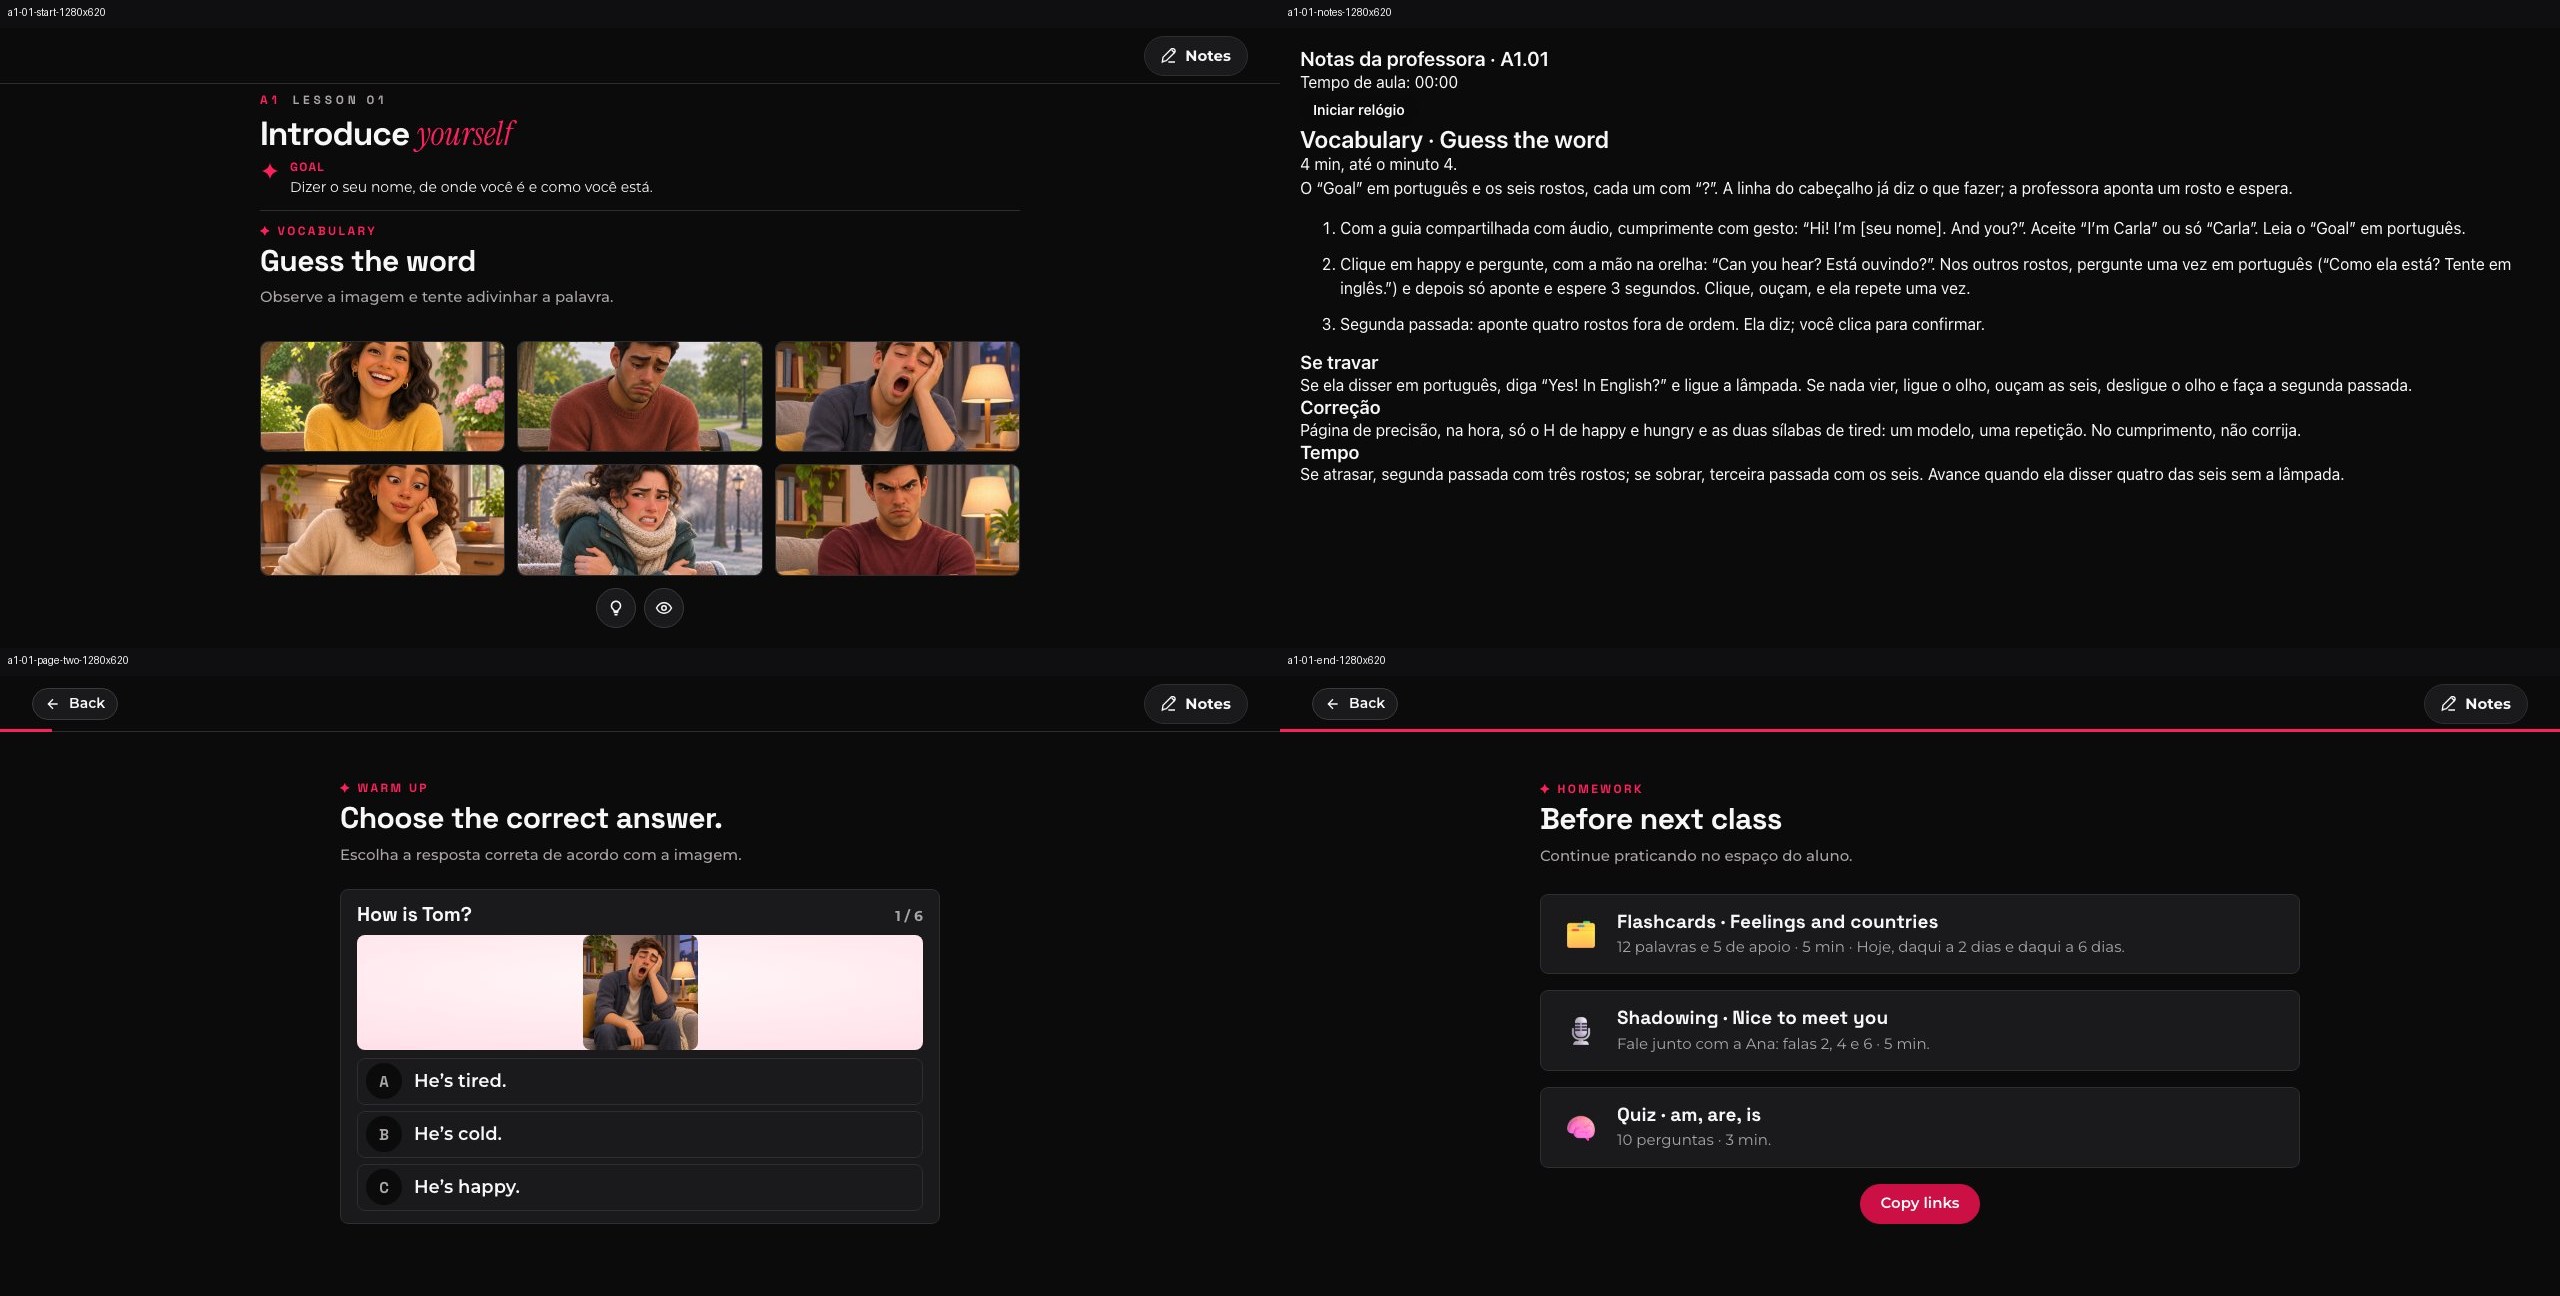 a1-01-start-1280x620
Notes
A1 LESSON 01
Introduce yourself
GOAL
Dizer o seu nome, de onde você é e como você está.
VOCABULARY
Guess the word
Observe a imagem e tente adivinhar a palavra.
a1-01-notes-1280x620
Notas da professora · A1.01
Tempo de aula: 00:00
Iniciar relógio
Vocabulary · Guess the word
4 min, até o minuto 4.
O “Goal” em português e os seis rostos, cada um com “?”. A linha do cabeçalho já diz o que fazer; a professora aponta um rosto e espera.
1. Com a guia compartilhada com áudio, cumprimente com gesto: “Hi! I’m [seu nome]. And you?”. Aceite “I’m Carla” ou só “Carla”. Leia o “Goal” em português.
2. Clique em happy e pergunte, com a mão na orelha: “Can you hear? Está ouvindo?”. Nos outros rostos, pergunte uma vez em português (“Como ela está? Tente em
inglês.”) e depois só aponte e espere 3 segundos. Clique, ouçam, e ela repete uma vez.
3. Segunda passada: aponte quatro rostos fora de ordem. Ela diz; você clica para confirmar.
Se travar
Se ela disser em português, diga “Yes! In English?” e ligue a lâmpada. Se nada vier, ligue o olho, ouçam as seis, desligue o olho e faça a segunda passada.
Correção
Página de precisão, na hora, só o H de happy e hungry e as duas sílabas de tired: um modelo, uma repetição. No cumprimento, não corrija.
Tempo
Se atrasar, segunda passada com três rostos; se sobrar, terceira passada com os seis. Avance quando ela disser quatro das seis sem a lâmpada.
a1-01-page-two-1280x620
Back
Notes
WARM UP
Choose the correct answer.
Escolha a resposta correta de acordo com a imagem.
How is Tom?
1 / 6
A He’s tired.
B He’s cold.
C He’s happy.
a1-01-end-1280x620
Back
Notes
HOMEWORK
Before next class
Continue praticando no espaço do aluno.
Flashcards · Feelings and countries
12 palavras e 5 de apoio · 5 min · Hoje, daqui a 2 dias e daqui a 6 dias.
Shadowing · Nice to meet you
Fale junto com a Ana: falas 2, 4 e 6 · 5 min.
Quiz · am, are, is
10 perguntas · 3 min.
Copy links